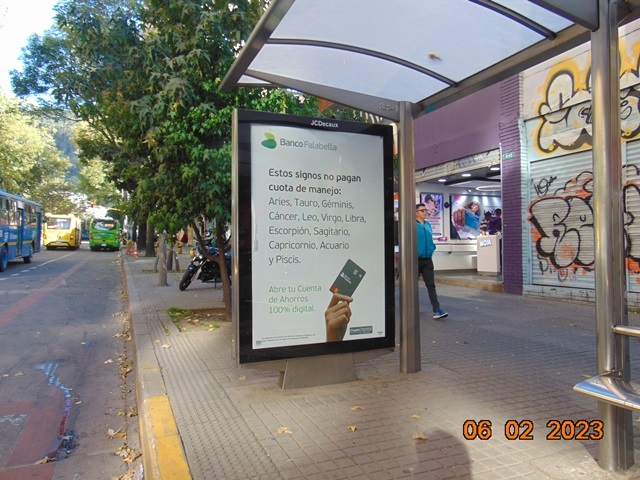 JCDecaux
Banco Falabella
Estos signos no pagan
cuota de manejo:
Aries, Tauro, Géminis,
Cáncer, Leo, Virgo, Libra,
Escorpión, Sagitario,
Capricornio, Acuario
y Piscis.
Abre tu Cuenta
de Ahorros
100% digital.
06 02 2023